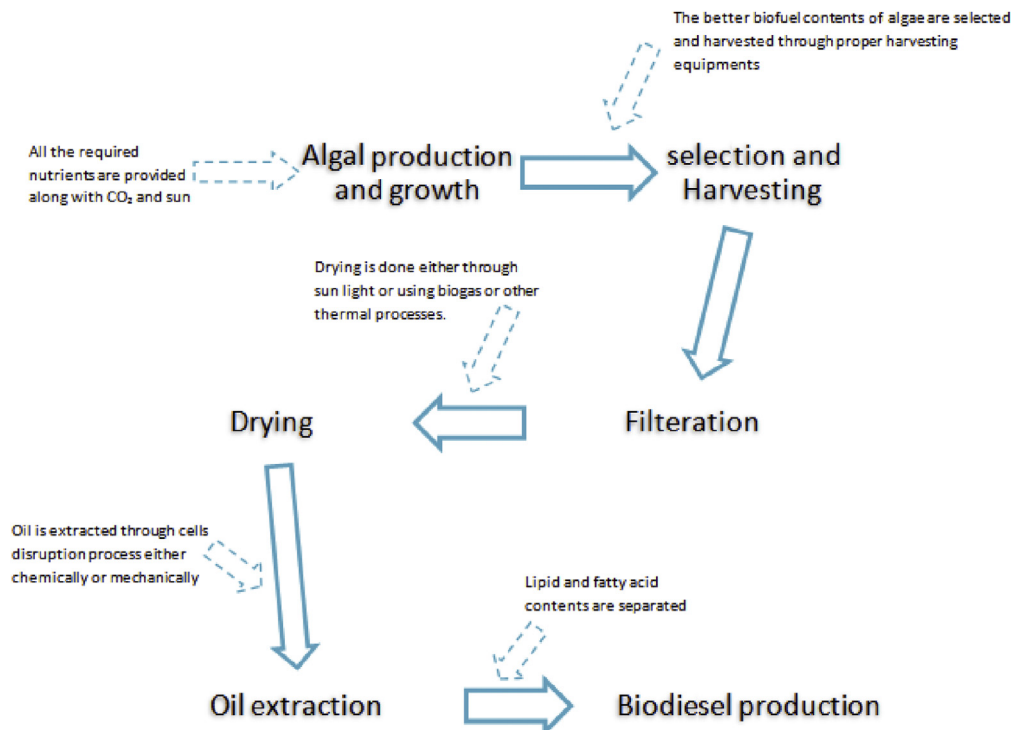 The better biofuel contents of algae are selected
and harvested through proper harvesting
equipments
All the required
nutrients are provided
along with CO₂ and sun
Algal production
and growth
selection and
Harvesting
Drying is done either through
sun light or using biogas or other
thermal processes.
Drying
Filteration
Oil is extracted through cells
disruption process either
chemically or mechanically
Lipid and fatty acid
contents are separated
Oil extraction
Biodiesel production